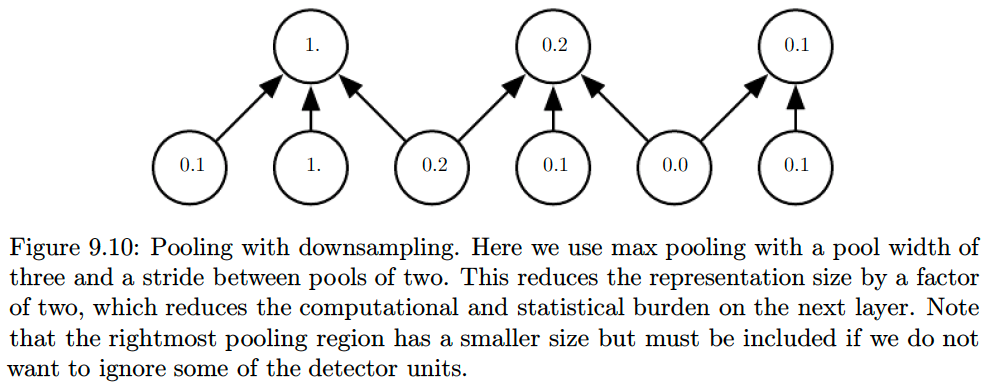 1.
0.2
0.1
0.1
1.
0.2
0.1
0.0
0.1
Figure 9.10: Pooling with downsampling. Here we use max pooling with a pool width of
three and a stride between pools of two. This reduces the representation size by a factor
of two, which reduces the computational and statistical burden on the next layer. Note
that the rightmost pooling region has a smaller size but must be included if we do not
want to ignore some of the detector units.